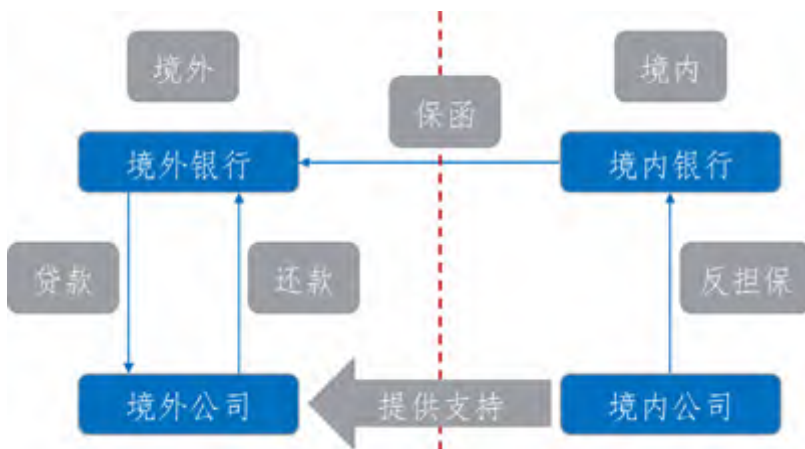 境外
境内
保函
境外银行
境内银行
贷款
还款
反担保
境外公司
提供支持
境内公司